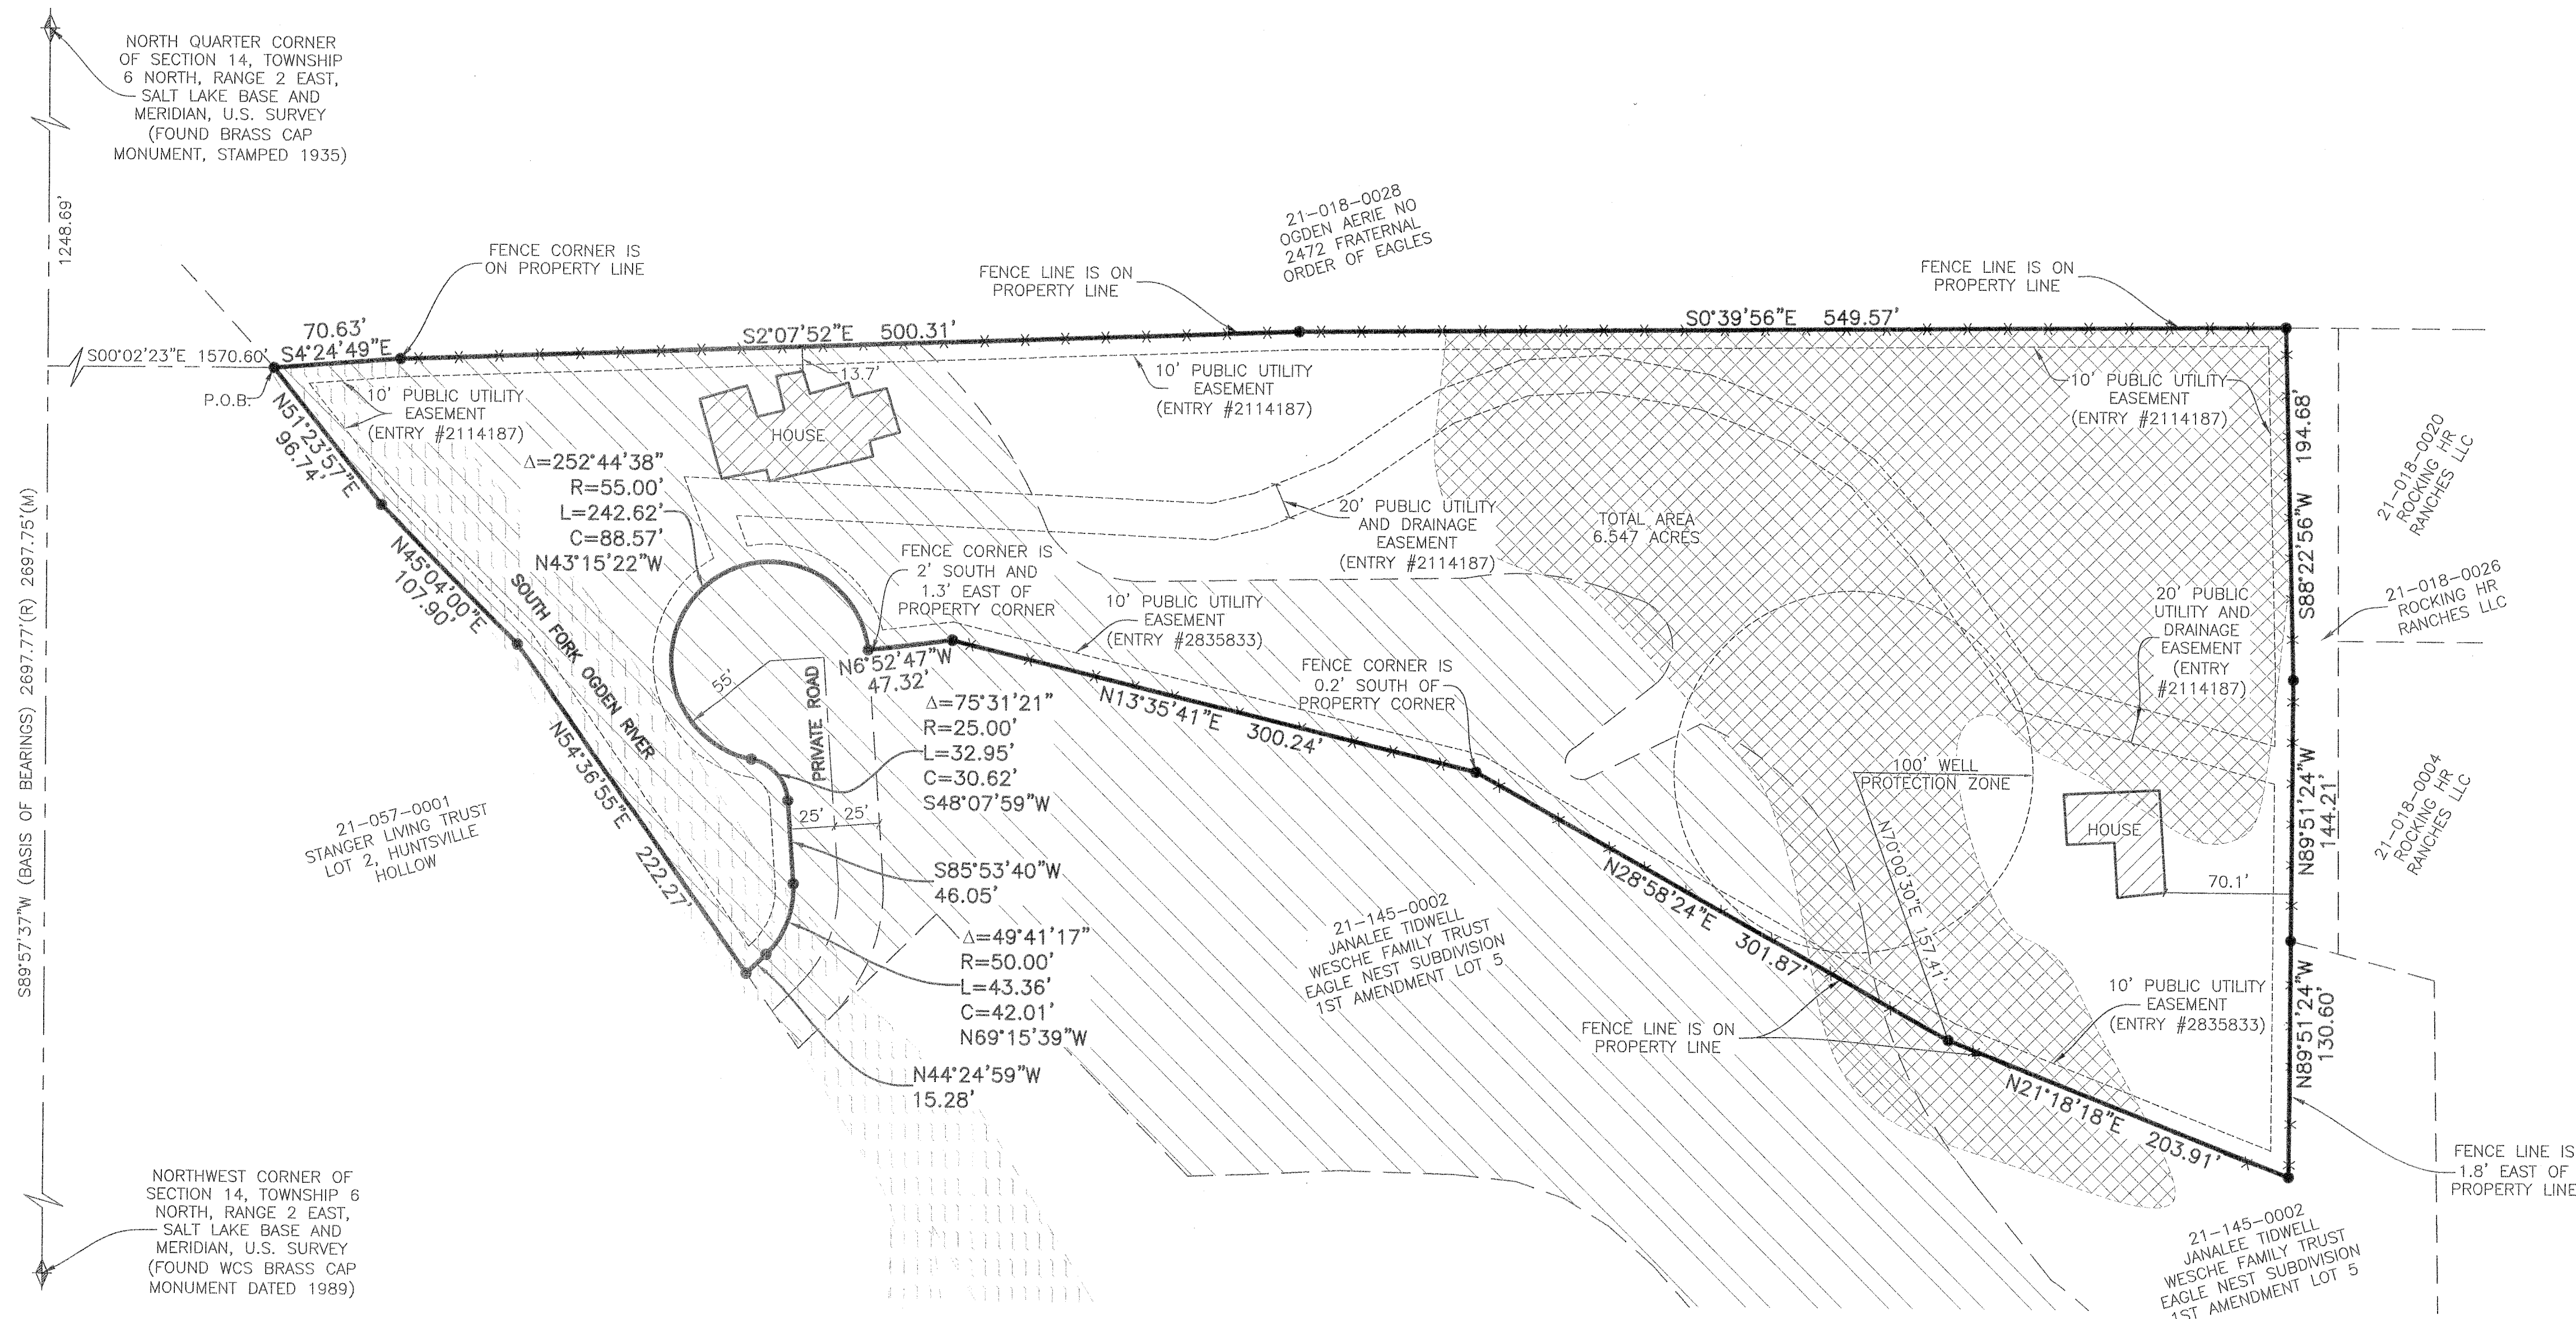 NORTH QUARTER CORNER
OF SECTION 14, TOWNSHIP
6 NORTH, RANGE 2 EAST,
SALT LAKE BASE AND
MERIDIAN, U.S. SURVEY
(FOUND BRASS CAP
MONUMENT, STAMPED 1935)
1248.69'
S89°57'37"W (BASIS OF BEARINGS) 2697.77'(R) 2697.75'(M)
S00°02'23"E 1570.60'
P.O.B.
FENCE CORNER IS
ON PROPERTY LINE
70.63'
S4°24'49"E
S2°07'52"E 500.31'
FENCE LINE IS ON
PROPERTY LINE
21-018-0028
OGDEN AERIE NO
2472 FRATERNAL
ORDER OF EAGLES
S0°39'56"E 549.57'
FENCE LINE IS ON
PROPERTY LINE
10' PUBLIC UTILITY
EASEMENT
(ENTRY #2114187)
13.7'
HOUSE
10' PUBLIC UTILITY
EASEMENT
(ENTRY #2114187)
10' PUBLIC UTILITY
EASEMENT
(ENTRY #2114187)
N51°23'57"E
96.74'
N45°04'00"E
107.90'
N54°36'55"E
222.27'
SOUTH FORK OGDEN RIVER
Δ=252°44'38"
R=55.00'
L=242.62'
C=88.57'
N43°15'22"W
20' PUBLIC UTILITY
AND DRAINAGE
EASEMENT
(ENTRY #2114187)
TOTAL AREA
6.547 ACRES
FENCE CORNER IS
2' SOUTH AND
1.3' EAST OF
PROPERTY CORNER
10' PUBLIC UTILITY
EASEMENT
(ENTRY #2835833)
N6°52'47"W
47.32'
55'
PRIVATE ROAD
25'
25'
Δ=75°31'21"
R=25.00'
L=32.95'
C=30.62'
S48°07'59"W
S85°53'40"W
46.05'
Δ=49°41'17"
R=50.00'
L=43.36'
C=42.01'
N69°15'39"W
N44°24'59"W
15.28'
N13°35'41"E 300.24'
FENCE CORNER IS
0.2' SOUTH OF
PROPERTY CORNER
N28°58'24"E 301.87'
21-145-0002
JANALEE TIDWELL
WESCHE FAMILY TRUST
EAGLE NEST SUBDIVISION
1ST AMENDMENT LOT 5
FENCE LINE IS ON
PROPERTY LINE
100' WELL
PROTECTION ZONE
N70°00'30"E 157.41'
20' PUBLIC
UTILITY AND
DRAINAGE
EASEMENT
(ENTRY
#2114187)
HOUSE
70.1'
10' PUBLIC UTILITY
EASEMENT
(ENTRY #2835833)
N21°18'18"E 203.91'
194.68'
S88°22'56"W
N89°51'24"W
144.21'
N89°51'24"W
130.60'
21-018-0020
ROCKING HR
RANCHES LLC
21-018-0026
ROCKING HR
RANCHES LLC
21-018-0004
ROCKING HR
RANCHES LLC
FENCE LINE IS
1.8' EAST OF
PROPERTY LINE
21-145-0002
JANALEE TIDWELL
WESCHE FAMILY TRUST
EAGLE NEST SUBDIVISION
1ST AMENDMENT LOT 5
21-057-0001
STANGER LIVING TRUST
LOT 2, HUNTSVILLE
HOLLOW
NORTHWEST CORNER OF
SECTION 14, TOWNSHIP 6
NORTH, RANGE 2 EAST,
SALT LAKE BASE AND
MERIDIAN, U.S. SURVEY
(FOUND WCS BRASS CAP
MONUMENT DATED 1989)